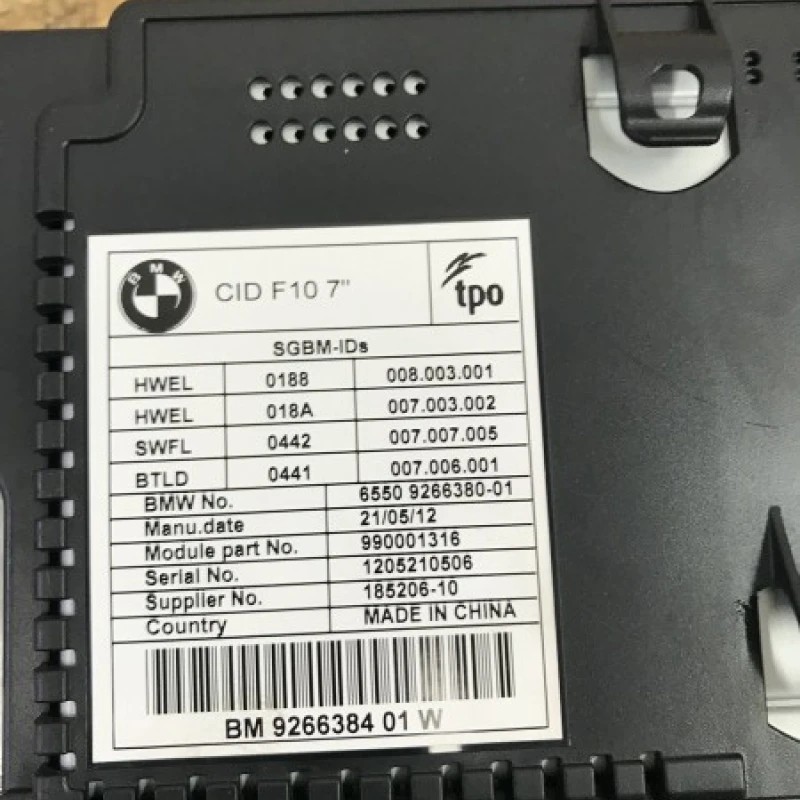 BMW
CID F10 7"
tpo
SGBM-IDs
HWEL 0188 008.003.001
HWEL 018A 007.003.002
SWFL 0442 007.007.005
BTLD 0441 007.006.001
BMW No. 6550 9266380-01
Manu.date 21/05/12
Module part No. 990001316
Serial No. 1205210506
Supplier No. 185206-10
Country MADE IN CHINA
BM 9266384 01 W